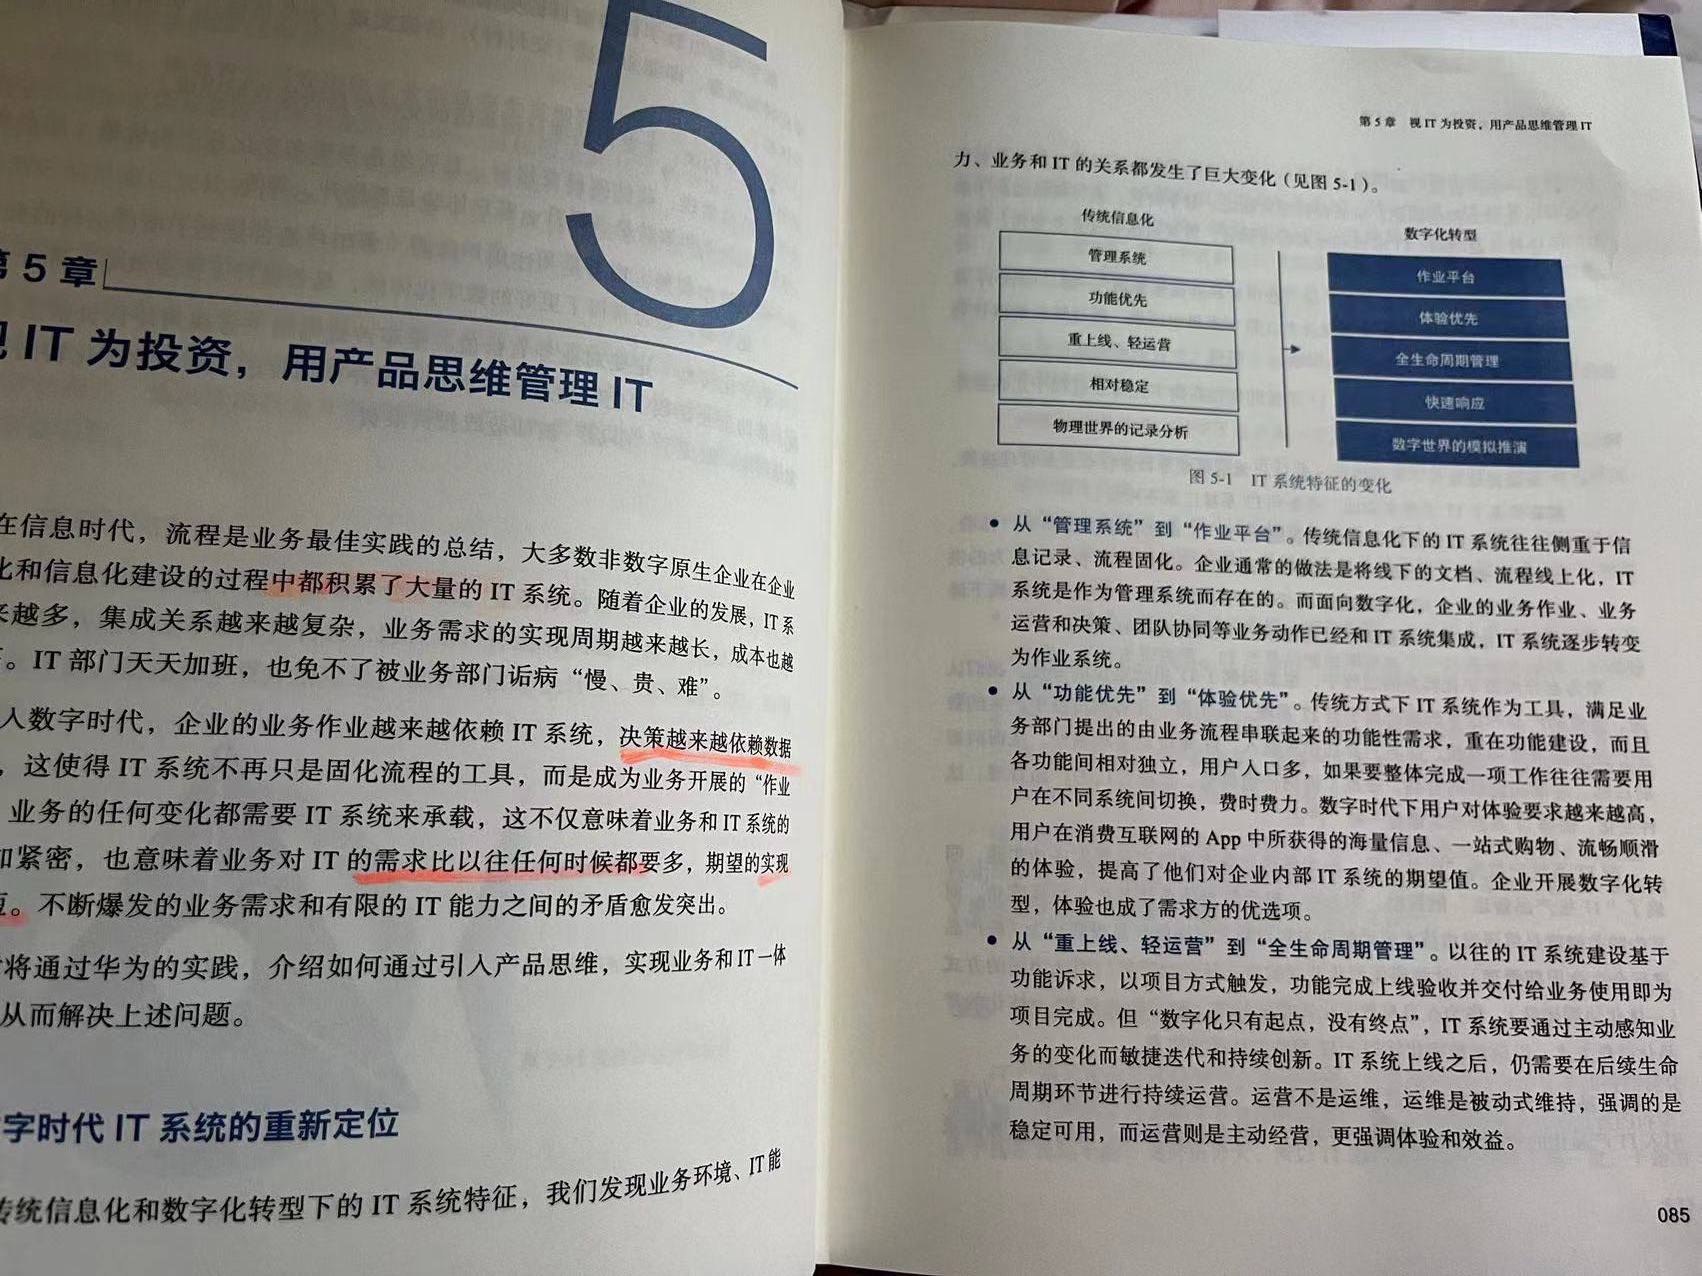 5
第 5 章
视 IT 为投资，用产品思维管理 IT
在信息时代，流程是业务最佳实践的总结，大多数非数字原生企业在企业
化和信息化建设的过程中都积累了大量的 IT 系统。随着企业的发展，IT 系
来越多，集成关系越来越复杂，业务需求的实现周期越来越长，成本也越
。IT 部门天天加班，也免不了被业务部门诟病“慢、贵、难”。
人数字时代，企业的业务作业越来越依赖 IT 系统，决策越来越依赖数据
，这使得 IT 系统不再只是固化流程的工具，而是成为业务开展的“作业
业务的任何变化都需要 IT 系统来承载，这不仅意味着业务和 IT 系统的
加紧密，也意味着业务对 IT 的需求比以往任何时候都要多，期望的实现
短。不断爆发的业务需求和有限的 IT 能力之间的矛盾愈发突出。
将通过华为的实践，介绍如何通过引入产品思维，实现业务和 IT 一体
从而解决上述问题。
字时代 IT 系统的重新定位
传统信息化和数字化转型下的 IT 系统特征，我们发现业务环境、IT 能
第 5 章 视 IT 为投资，用产品思维管理 IT
力、业务和 IT 的关系都发生了巨大变化（见图 5-1）。
传统信息化
管理系统
功能优先
重上线、轻运营
相对稳定
物理世界的记录分析
数字化转型
作业平台
体验优先
全生命周期管理
快速响应
数字世界的模拟推演
图 5-1 IT 系统特征的变化
• 从“管理系统”到“作业平台”。传统信息化下的 IT 系统往往侧重于信
息记录、流程固化。企业通常的做法是将线下的文档、流程线上化，IT
系统是作为管理系统而存在的。而面向数字化，企业的业务作业、业务
运营和决策、团队协同等业务动作已经和 IT 系统集成，IT 系统逐步转变
为作业系统。
• 从“功能优先”到“体验优先”。传统方式下 IT 系统作为工具，满足业
务部门提出的由业务流程串联起来的功能性需求，重在功能建设，而且
各功能间相对独立，用户入口多，如果要整体完成一项工作往往需要用
户在不同系统间切换，费时费力。数字时代下用户对体验要求越来越高，
用户在消费互联网的 App 中所获得的海量信息、一站式购物、流畅顺滑
的体验，提高了他们对企业内部 IT 系统的期望值。企业开展数字化转
型，体验也成了需求方的优选项。
• 从“重上线、轻运营”到“全生命周期管理”。以往的 IT 系统建设基于
功能诉求，以项目方式触发，功能完成上线验收并交付给业务使用即为
项目完成。但“数字化只有起点，没有终点”，IT 系统要通过主动感知业
务的变化而敏捷迭代和持续创新。IT 系统上线之后，仍需要在后续生命
周期环节进行持续运营。运营不是运维，运维是被动式维持，强调的是
稳定可用，而运营则是主动经营，更强调体验和效益。
085